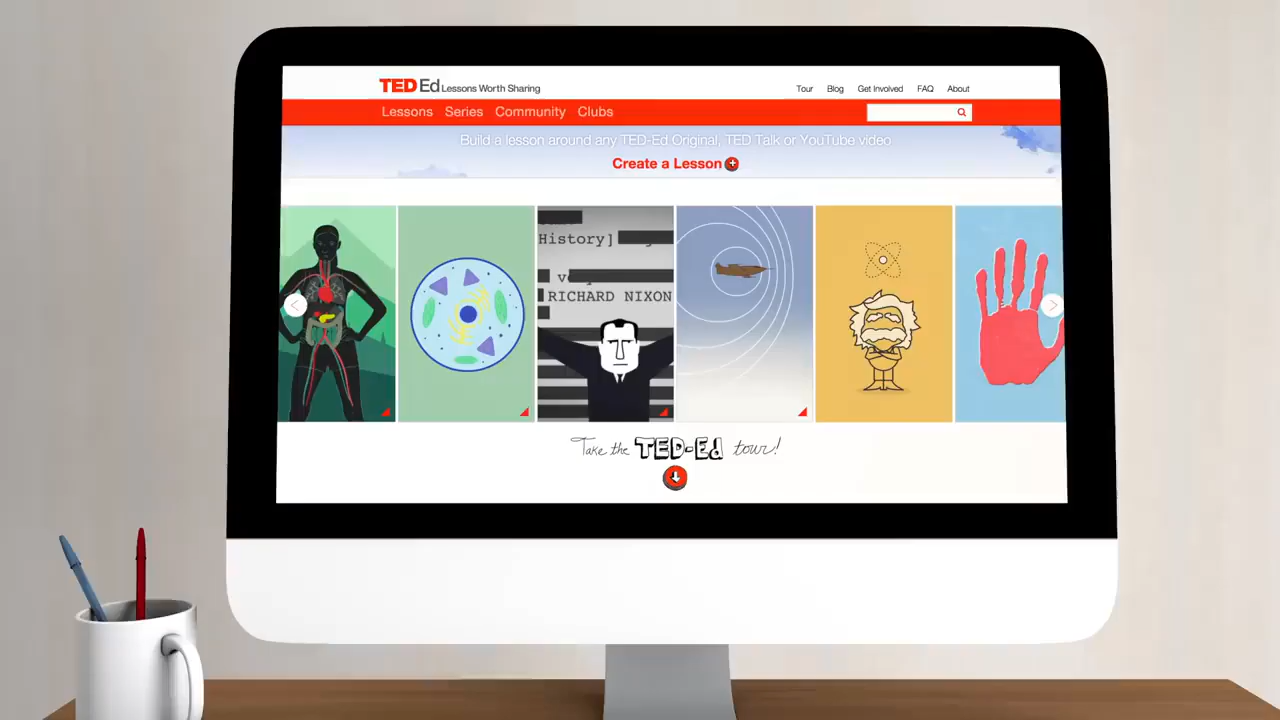 TED Ed Lessons Worth Sharing
Tour Blog Get Involved FAQ About
Lessons Series Community Clubs
Build a lesson around any TED-Ed Original, TED Talk or YouTube video
Create a Lesson
History]
RICHARD NIXON
Take the TED-Ed tour!